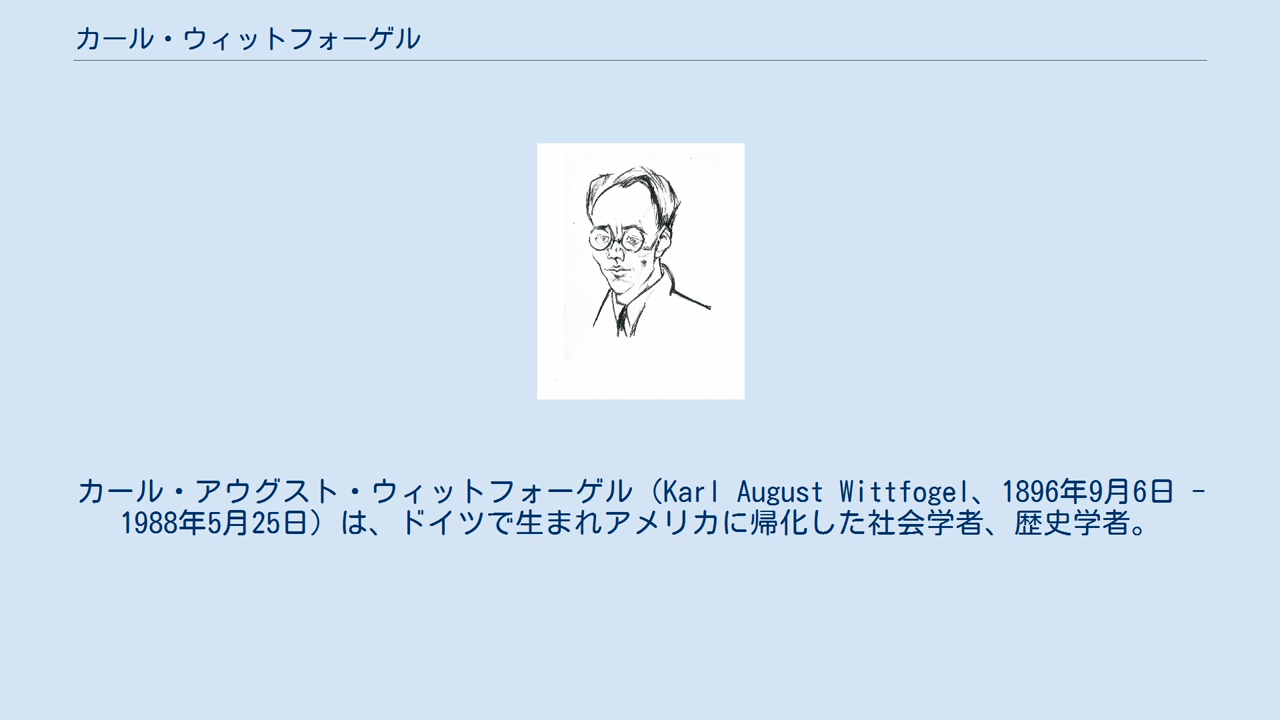 カール・ウィットフォーゲル
カール・アウグスト・ウィットフォーゲル（Karl August Wittfogel、1896年9月6日 -
1988年5月25日）は、ドイツで生まれアメリカに帰化した社会学者、歴史学者。